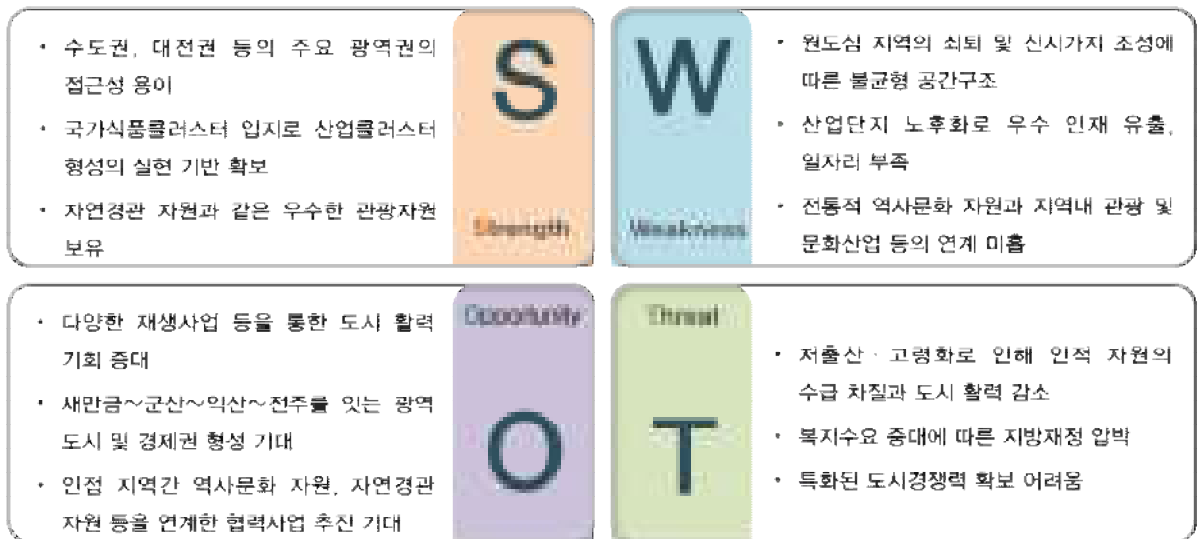 • 수도권, 대전권 등의 주요 광역권의
접근성 용이
• 국가식품클러스터 입지로 산업클러스터
형성의 실현 기반 확보
• 자연경관 자원과 같은 우수한 관광자원
보유
S
Strength
W
Weakness
• 원도심 지역의 쇠퇴 및 신시가지 조성에
따른 불균형 공간구조
• 산업단지 노후화로 우수 인재 유출,
일자리 부족
• 전통적 역사문화 자원과 지역내 관광 및
문화산업 등의 연계 미흡
• 다양한 재생사업 등을 통한 도시 활력
기회 증대
• 새만금~군산~익산~전주를 잇는 광역
도시 및 경제권 형성 기대
• 인접 지역간 역사문화 자원, 자연경관
자원 등을 연계한 협력사업 추진 기대
Opportunity
O
Threat
T
• 저출산·고령화로 인해 인적 자원의
수급 차질과 도시 활력 감소
• 복지수요 증대에 따른 지방재정 압박
• 특화된 도시경쟁력 확보 어려움